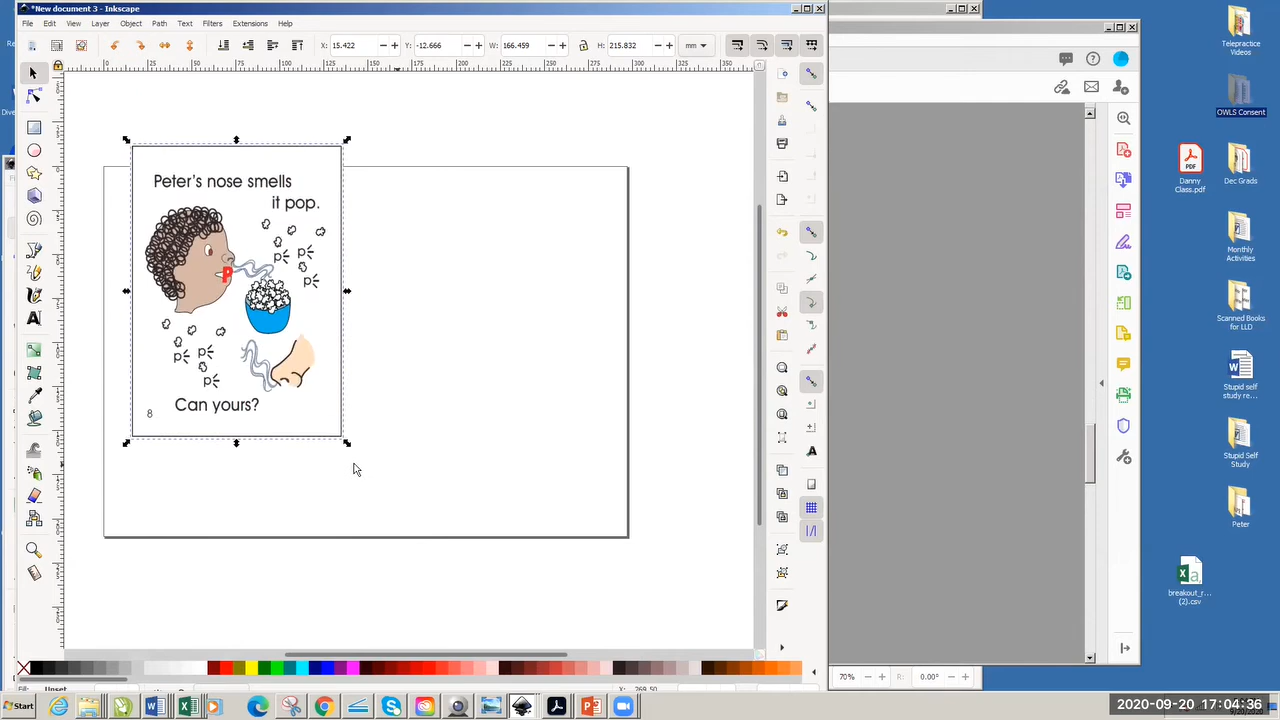 *New document 3 - Inkscape
File Edit View Layer Object Path Text Filters Extensions Help
X: 15.422 Y: -12.666 W: 166.459 H: 215.832 mm
Peter's nose smells
it pop.
p
p
p
P
p
p
p
Can yours?
8
Telepractice
Videos
OWLS Consent
Danny
Class.pdf
Dec Grads
Monthly
Activities
Scanned Books
for LLD
Stupid self
study re...
Stupid Self
Study
Peter
breakout_r...
(2).csv
70% R: 0.00°
Start
2020-09-20 17:04:36